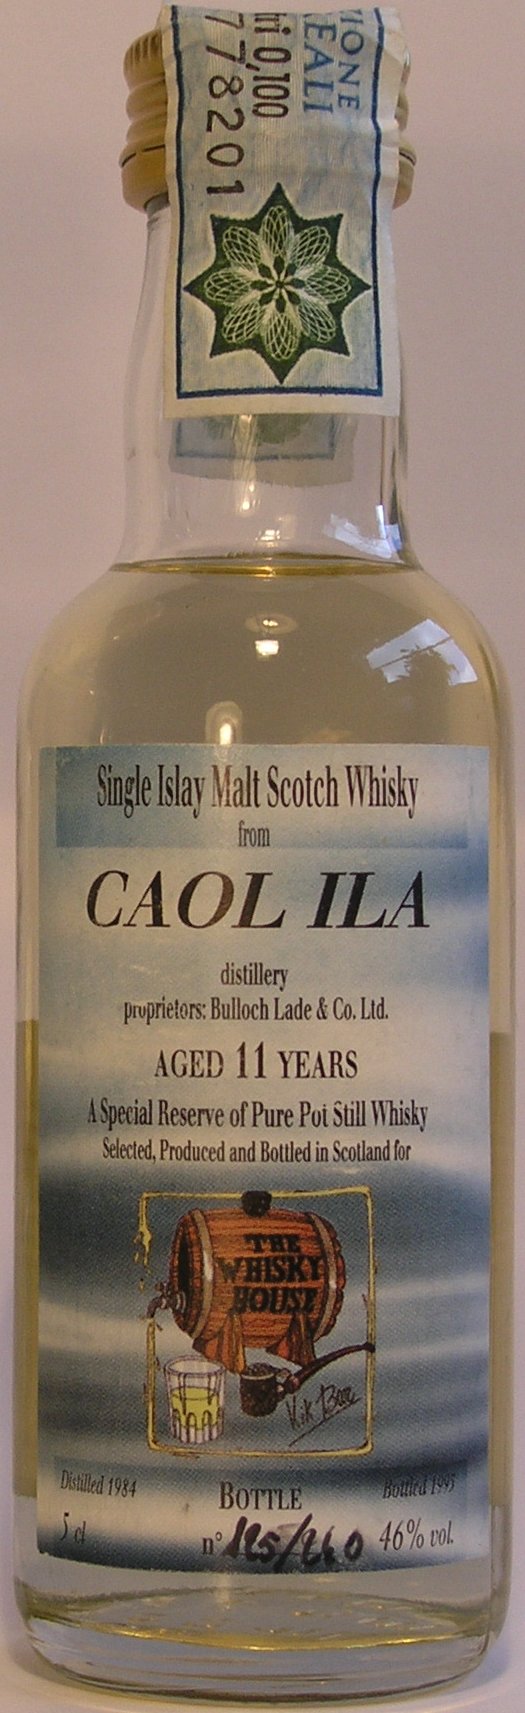 IONE
EALI
tri 0,100
778201
Single Islay Malt Scotch Whisky
from
CAOL ILA
distillery
proprietors: Bulloch Lade & Co. Ltd.
AGED 11 YEARS
A Special Reserve of Pure Pot Still Whisky
Selected, Produced and Bottled in Scotland for
THE
WHISKY
HOUSE
Distilled 1984
BOTTLE
Bottled 1995
5 cl
n° 125/260
46% vol.